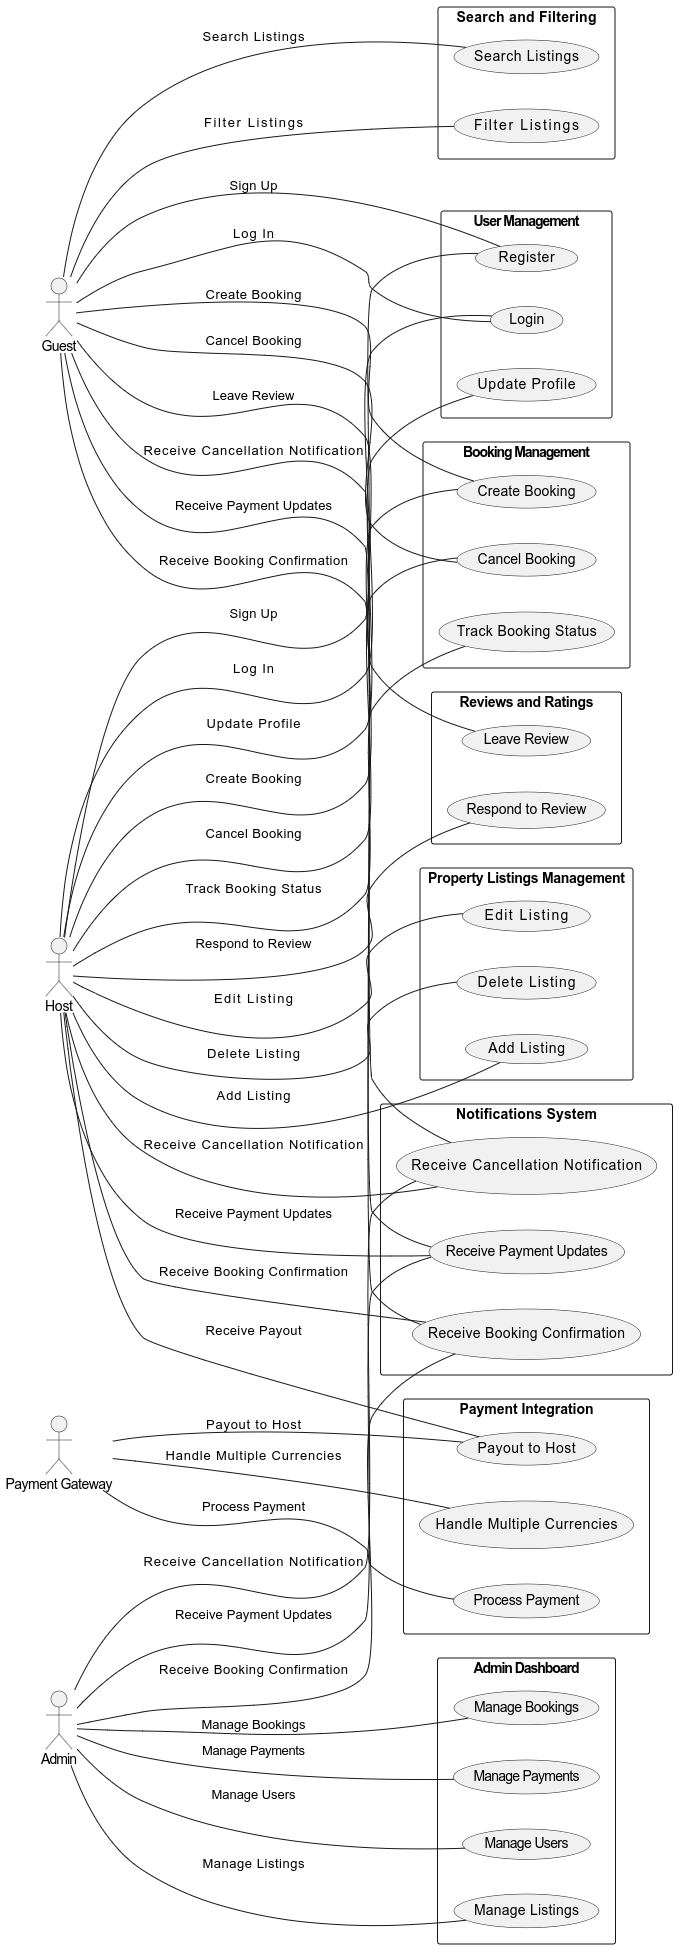 Search and Filtering
Search Listings
Search Listings
Filter Listings
Filter Listings
Sign Up
User Management
Log In
Register
Create Booking
Login
Guest
Cancel Booking
Update Profile
Leave Review
Receive Cancellation Notification
Booking Management
Create Booking
Receive Payment Updates
Receive Booking Confirmation
Cancel Booking
Sign Up
Track Booking Status
Log In
Reviews and Ratings
Update Profile
Leave Review
Create Booking
Respond to Review
Cancel Booking
Property Listings Management
Track Booking Status
Edit Listing
Respond to Review
Host
Edit Listing
Delete Listing
Delete Listing
Add Listing
Add Listing
Notifications System
Receive Cancellation Notification
Receive Cancellation Notification
Receive Payment Updates
Receive Payment Updates
Receive Booking Confirmation
Receive Payout
Receive Booking Confirmation
Payment Integration
Payout to Host
Payout to Host
Handle Multiple Currencies
Payment Gateway
Process Payment
Handle Multiple Currencies
Receive Cancellation Notification
Process Payment
Receive Payment Updates
Receive Booking Confirmation
Admin Dashboard
Manage Bookings
Manage Bookings
Manage Payments
Admin
Manage Payments
Manage Users
Manage Users
Manage Listings
Manage Listings